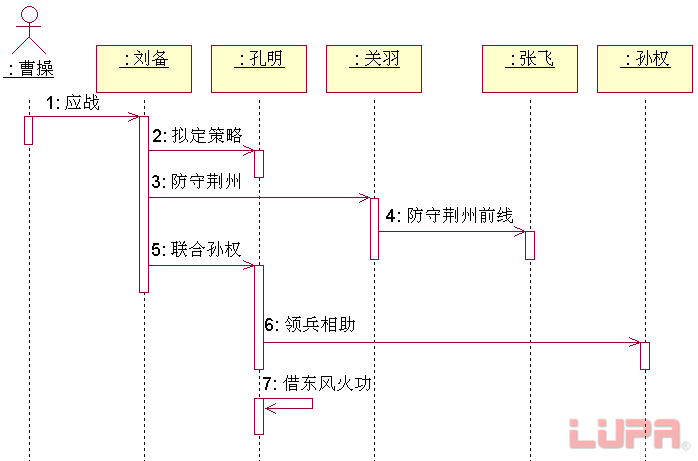 : 曹操
: 刘备
: 孔明
: 关羽
: 张飞
: 孙权
1: 应战
2: 拟定策略
3: 防守荆州
4: 防守荆州前线
5: 联合孙权
6: 领兵相助
7: 借东风火功
LUPA®